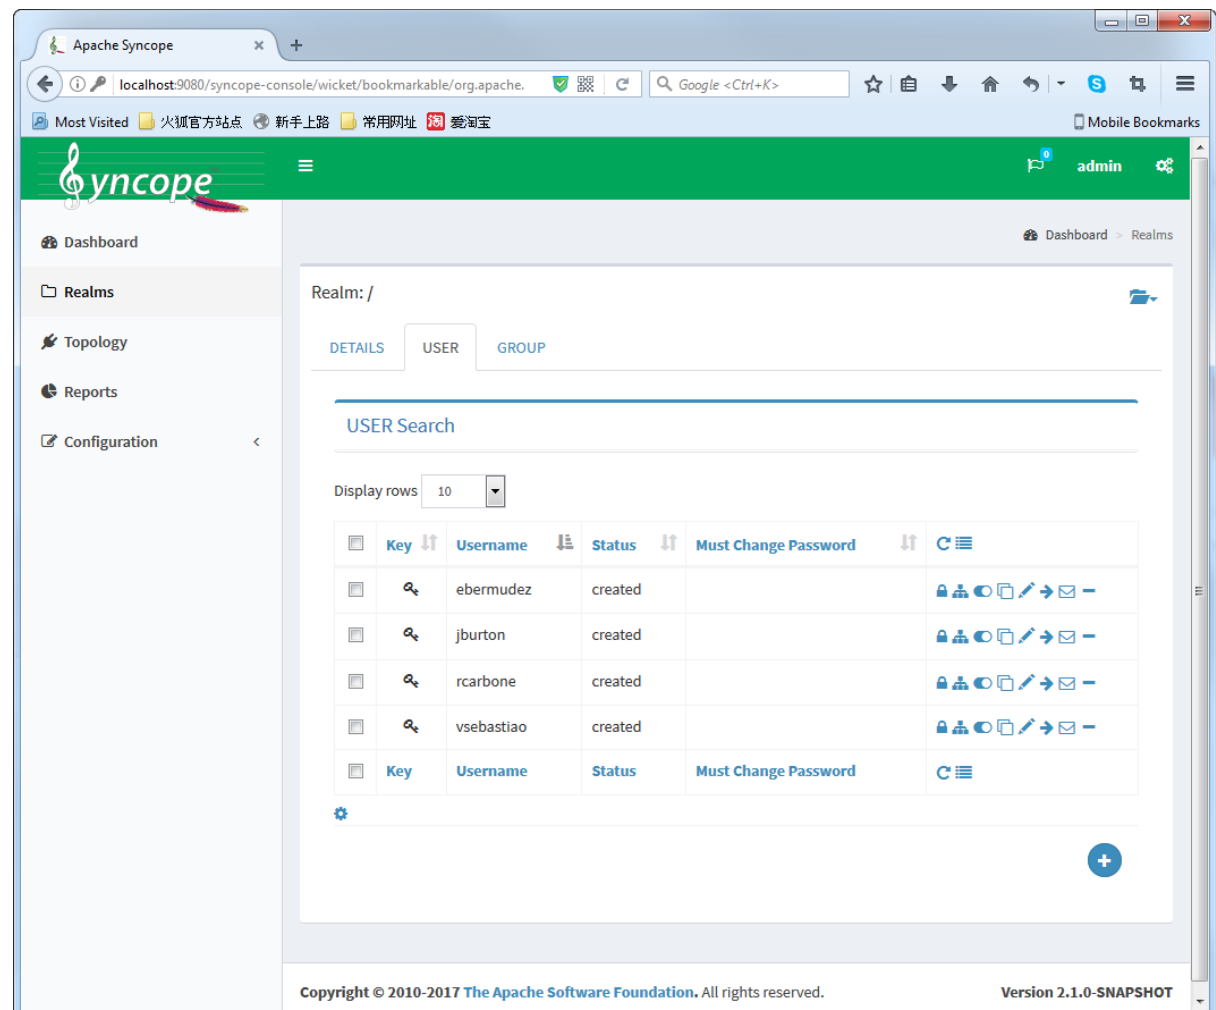 Apache Syncope
localhost:9080/syncope-console/wicket/bookmarkable/org.apache.
Google <Ctrl+K>
Most Visited 火狐官方站点 新手上路 常用网址 淘 爱淘宝 Mobile Bookmarks
Syncope
0
admin
Dashboard
Dashboard > Realms
Realms
Realm: /
Topology
DETAILS USER GROUP
Reports
USER Search
Configuration
Display rows 10
Key Username Status Must Change Password
ebermudez created
jburton created
rcarbone created
vsebastiao created
Key Username Status Must Change Password
Copyright © 2010-2017 The Apache Software Foundation. All rights reserved. Version 2.1.0-SNAPSHOT